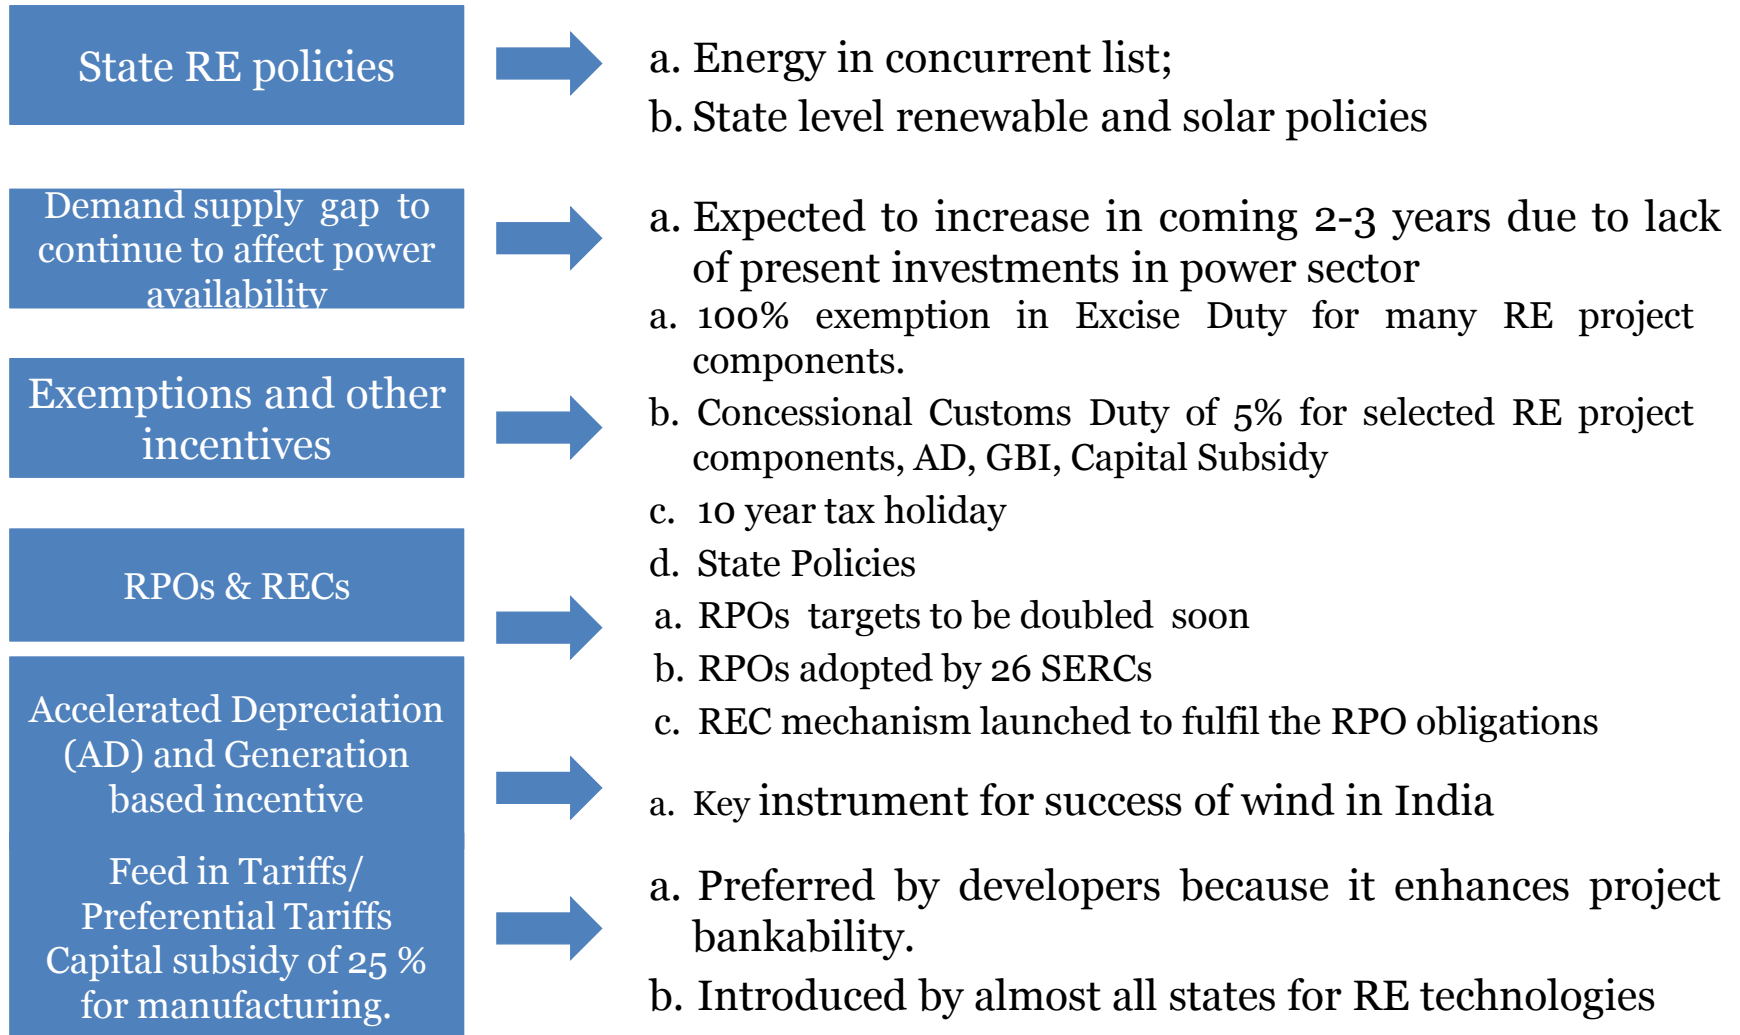 State RE policies
a. Energy in concurrent list;
b. State level renewable and solar policies
Demand supply gap to
continue to affect power
availability
a. Expected to increase in coming 2-3 years due to lack
of present investments in power sector
Exemptions and other
incentives
a. 100% exemption in Excise Duty for many RE project
components.
b. Concessional Customs Duty of 5% for selected RE project
components, AD, GBI, Capital Subsidy
c. 10 year tax holiday
d. State Policies
RPOs & RECs
a. RPOs targets to be doubled soon
b. RPOs adopted by 26 SERCs
c. REC mechanism launched to fulfil the RPO obligations
Accelerated Depreciation
(AD) and Generation
based incentive
a. Key instrument for success of wind in India
Feed in Tariffs/
Preferential Tariffs
Capital subsidy of 25 %
for manufacturing.
a. Preferred by developers because it enhances project
bankability.
b. Introduced by almost all states for RE technologies